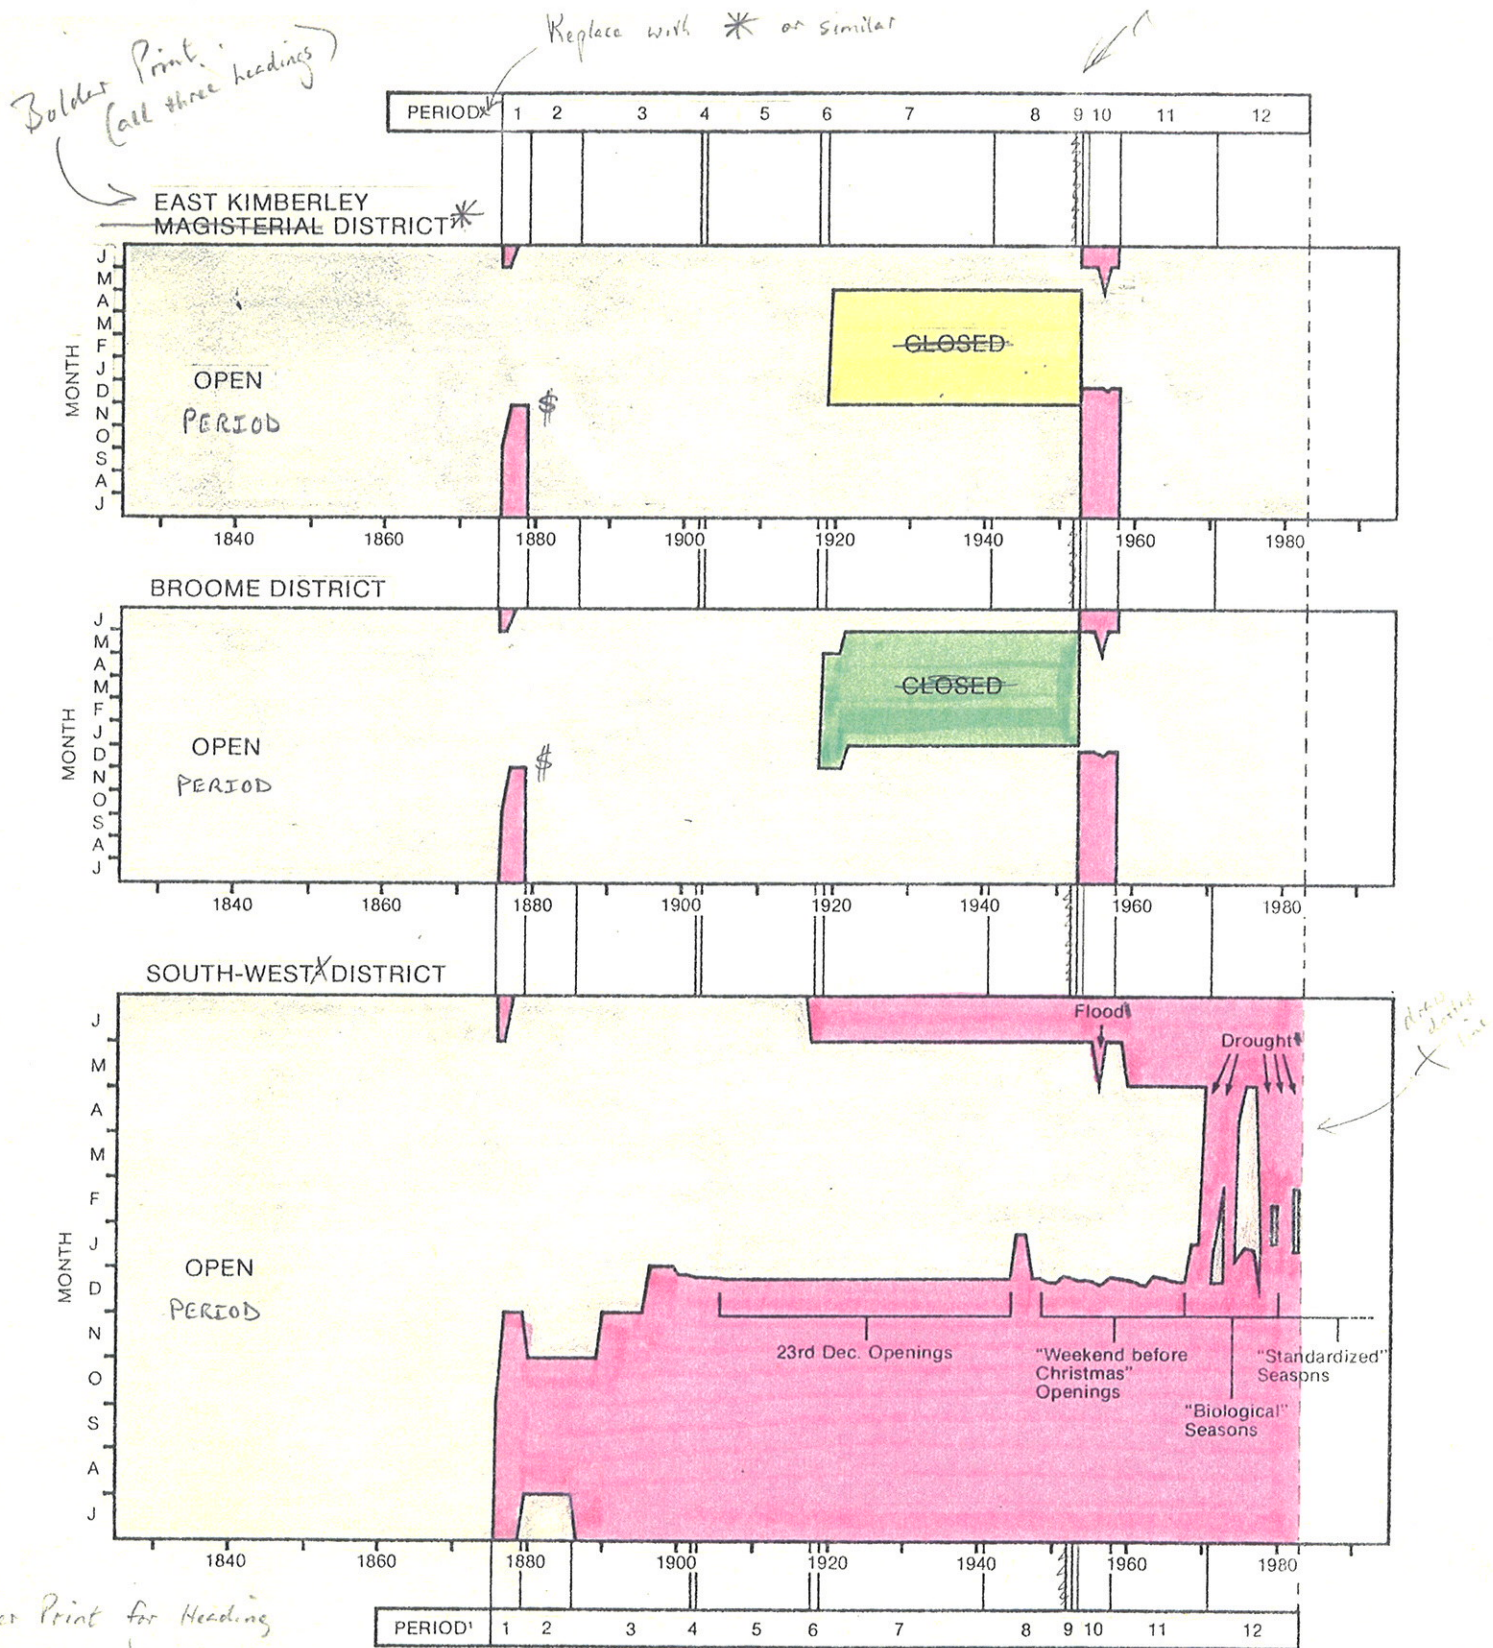 Replace with * or similar
Bolder Print.
(all three headings)
PERIOD 1 2 3 4 5 6 7 8 9 10 11 12
EAST KIMBERLEY
MAGISTERIAL DISTRICT*
J
M
A
M
F
J
D
N
O
S
A
J
MONTH
OPEN
PERIOD
$
CLOSED
1840 1860 1880 1900 1920 1940 1960 1980
BROOME DISTRICT
J
M
A
M
F
J
D
N
O
S
A
J
MONTH
OPEN
PERIOD
$
CLOSED
1840 1860 1880 1900 1920 1940 1960 1980
SOUTH-WEST DISTRICT
J
M
A
M
F
J
D
N
O
S
A
J
MONTH
OPEN
PERIOD
Flood
Drought
X
23rd Dec. Openings
"Weekend before
Christmas"
Openings
"Biological"
Seasons
"Standardized"
Seasons
1840 1860 1880 1900 1920 1940 1960 1980
Print for Heading
PERIOD¹ 1 2 3 4 5 6 7 8 9 10 11 12